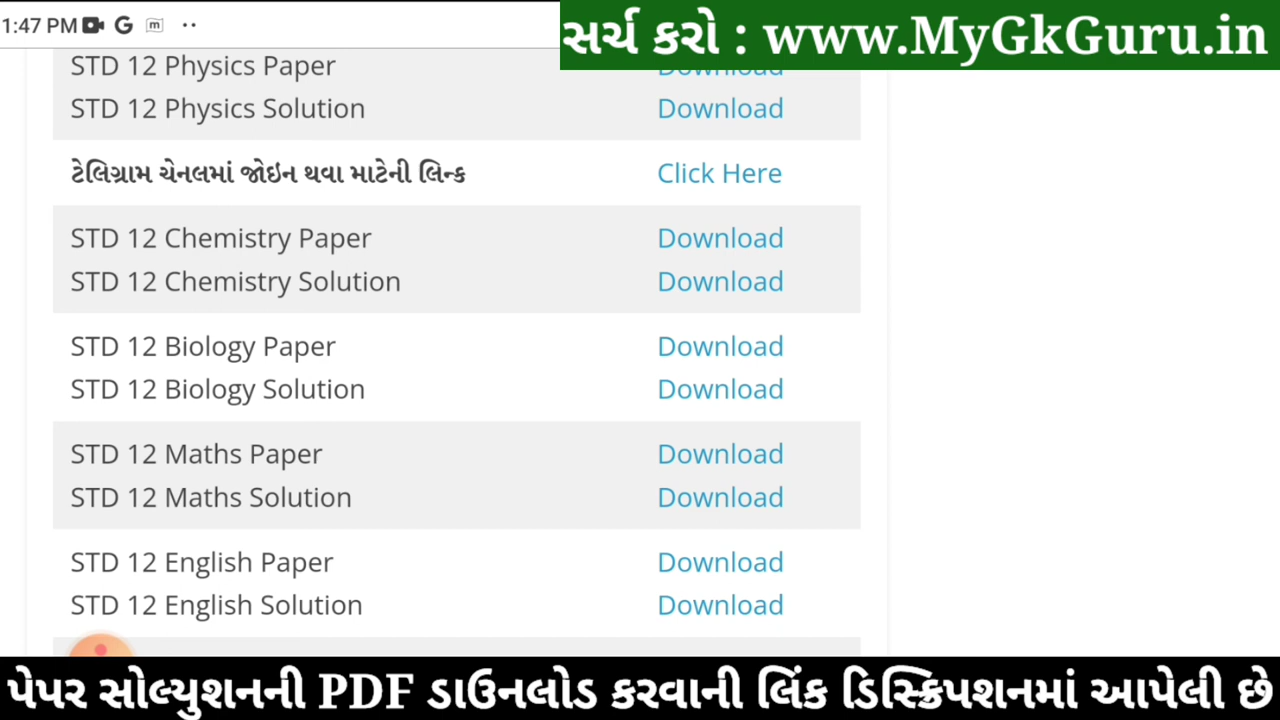 1:47 PM G m
સર્ચ કરો : www.MyGkGuru.in
STD 12 Physics Paper Download
STD 12 Physics Solution Download
ટેલિગ્રામ ચેનલમાં જોઇન થવા માટેની લિન્ક Click Here
STD 12 Chemistry Paper Download
STD 12 Chemistry Solution Download
STD 12 Biology Paper Download
STD 12 Biology Solution Download
STD 12 Maths Paper Download
STD 12 Maths Solution Download
STD 12 English Paper Download
STD 12 English Solution Download
પેપર સોલ્યુશનની PDF ડાઉનલોડ કરવાની લિંક ડિસ્ક્રિપશનમાં આપેલી છે